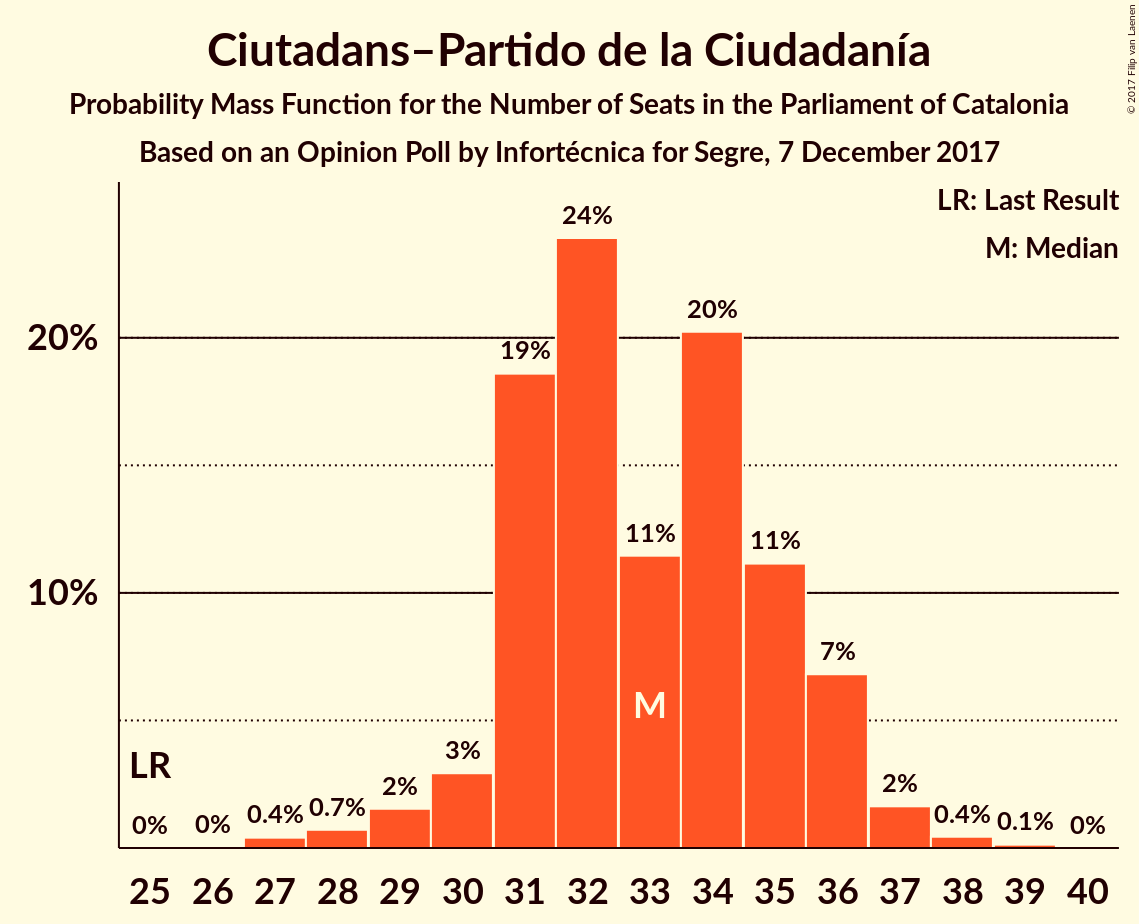 Ciutadans–Partido de la Ciudadanía
Probability Mass Function for the Number of Seats in the Parliament of Catalonia
Based on an Opinion Poll by Infortécnica for Segre, 7 December 2017
© 2017 Filip van Laenen
LR: Last Result
M: Median
20%
10%
LR
M
0%
0%
0.4%
0.7%
2%
3%
19%
24%
11%
20%
11%
7%
2%
0.4%
0.1%
0%
25 26 27 28 29 30 31 32 33 34 35 36 37 38 39 40